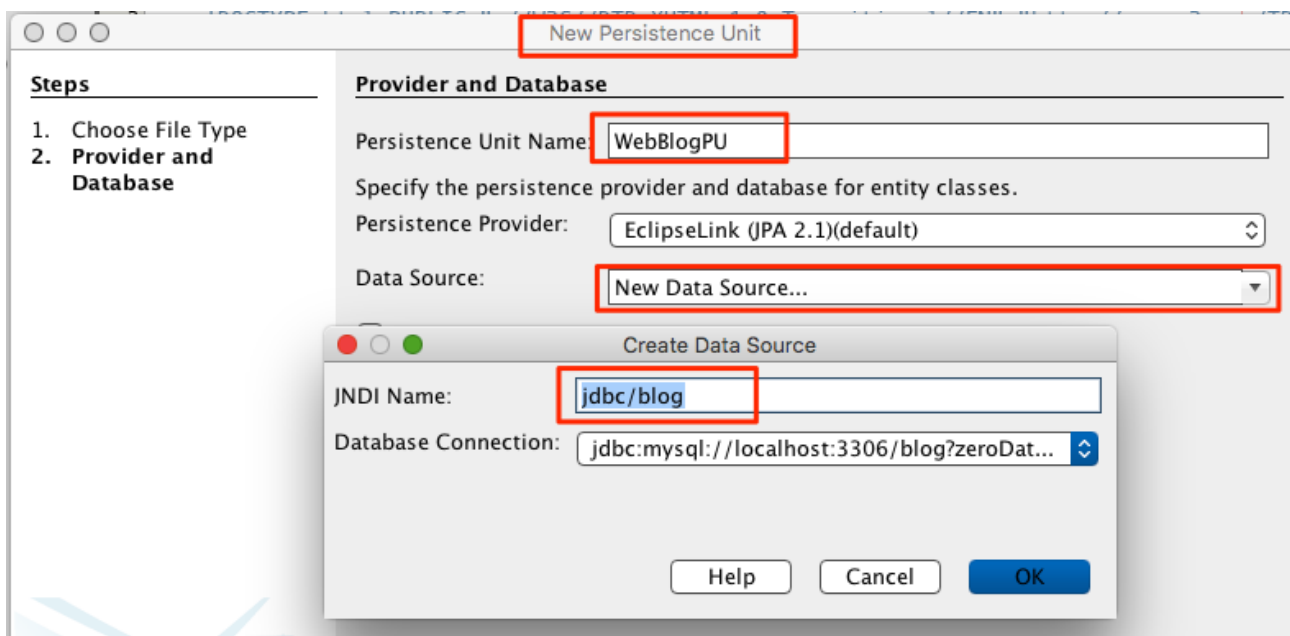 New Persistence Unit
Steps
1. Choose File Type
2. Provider and
Database
Provider and Database
Persistence Unit Name:
WebBlogPU
Specify the persistence provider and database for entity classes.
Persistence Provider:
EclipseLink (JPA 2.1)(default)
Data Source:
New Data Source...
Create Data Source
JNDI Name:
jdbc/blog
Database Connection:
jdbc:mysql://localhost:3306/blog?zeroDat...
Help
Cancel
OK